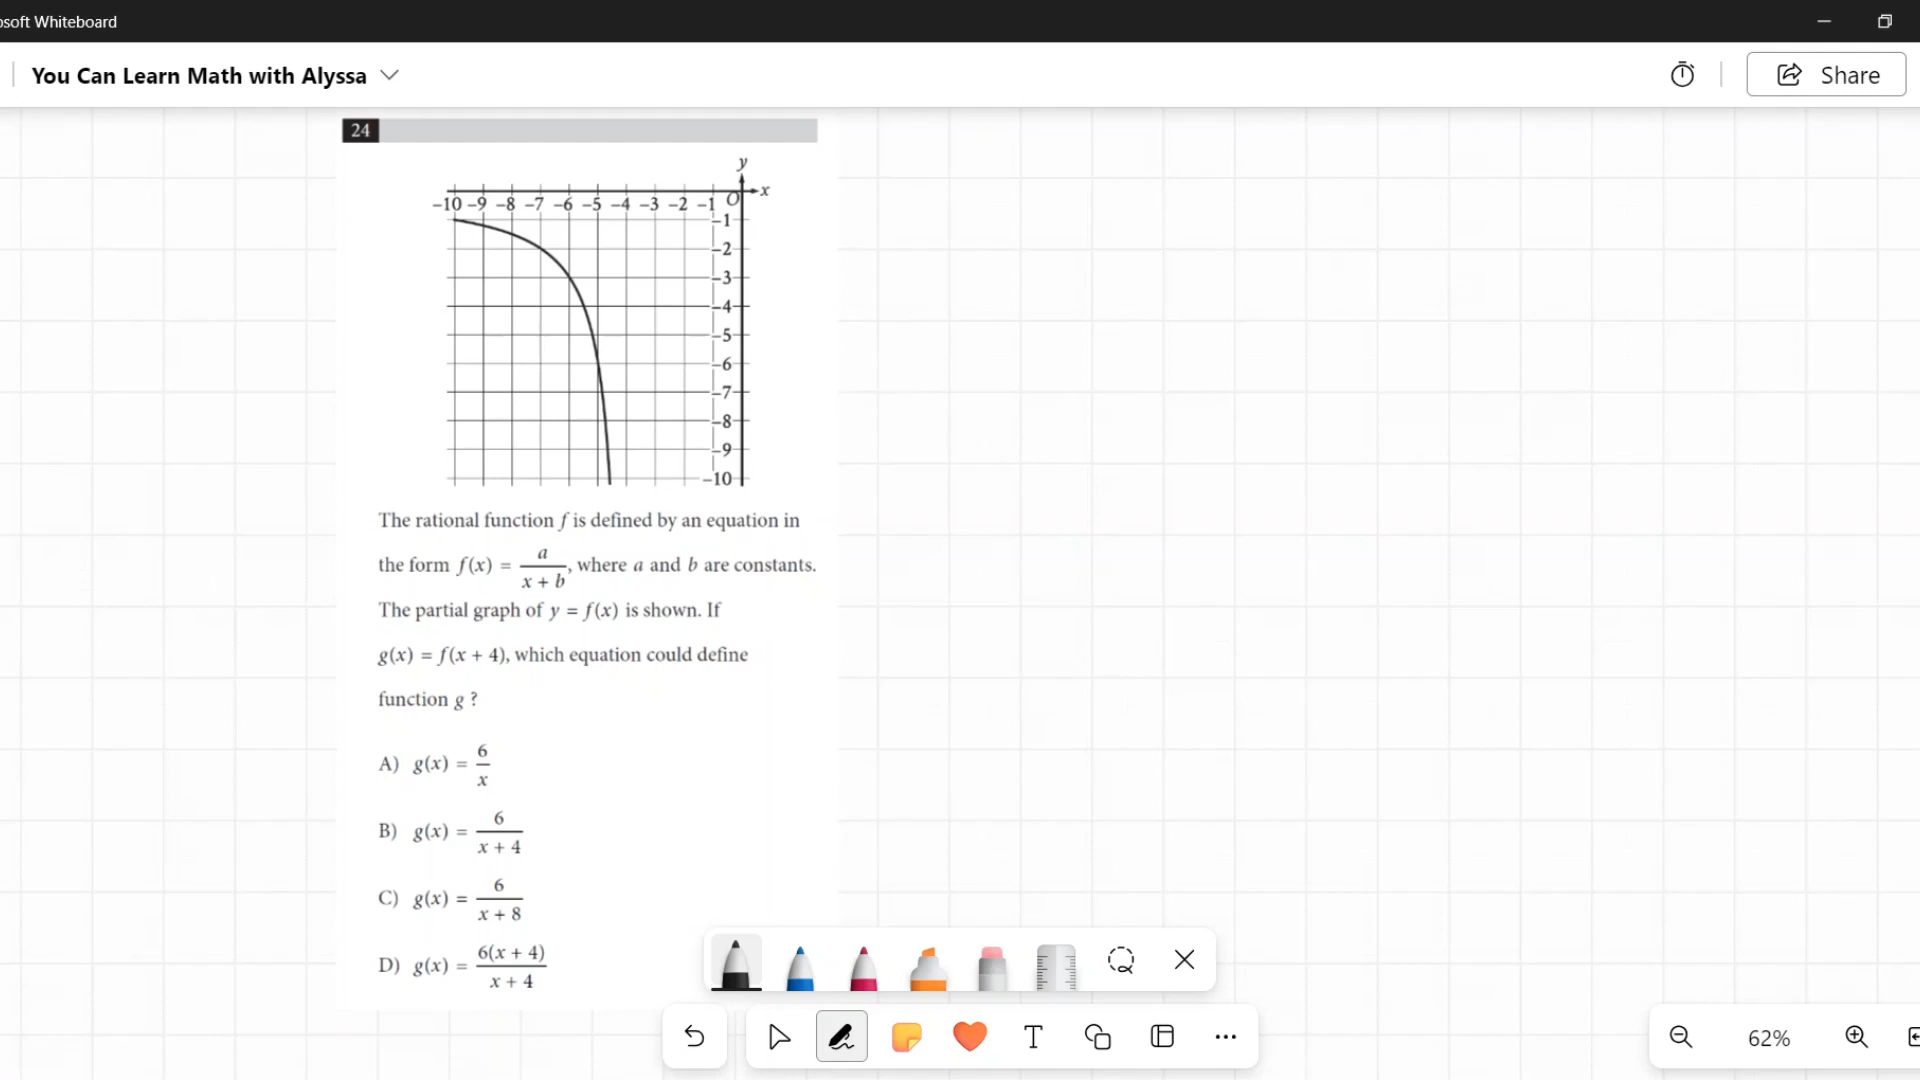 osoft Whiteboard
You Can Learn Math with Alyssa
Share
24
y
x
-10 -9 -8 -7 -6 -5 -4 -3 -2 -1 O
-1
-2
-3
-4
-5
-6
-7
-8
-9
-10
The rational function f is defined by an equation in
the form f(x) = a/(x + b), where a and b are constants.
The partial graph of y = f(x) is shown. If
g(x) = f(x + 4), which equation could define
function g ?
A) g(x) = 6/x
B) g(x) = 6/(x + 4)
C) g(x) = 6/(x + 8)
D) g(x) = 6(x + 4)/(x + 4)
62%